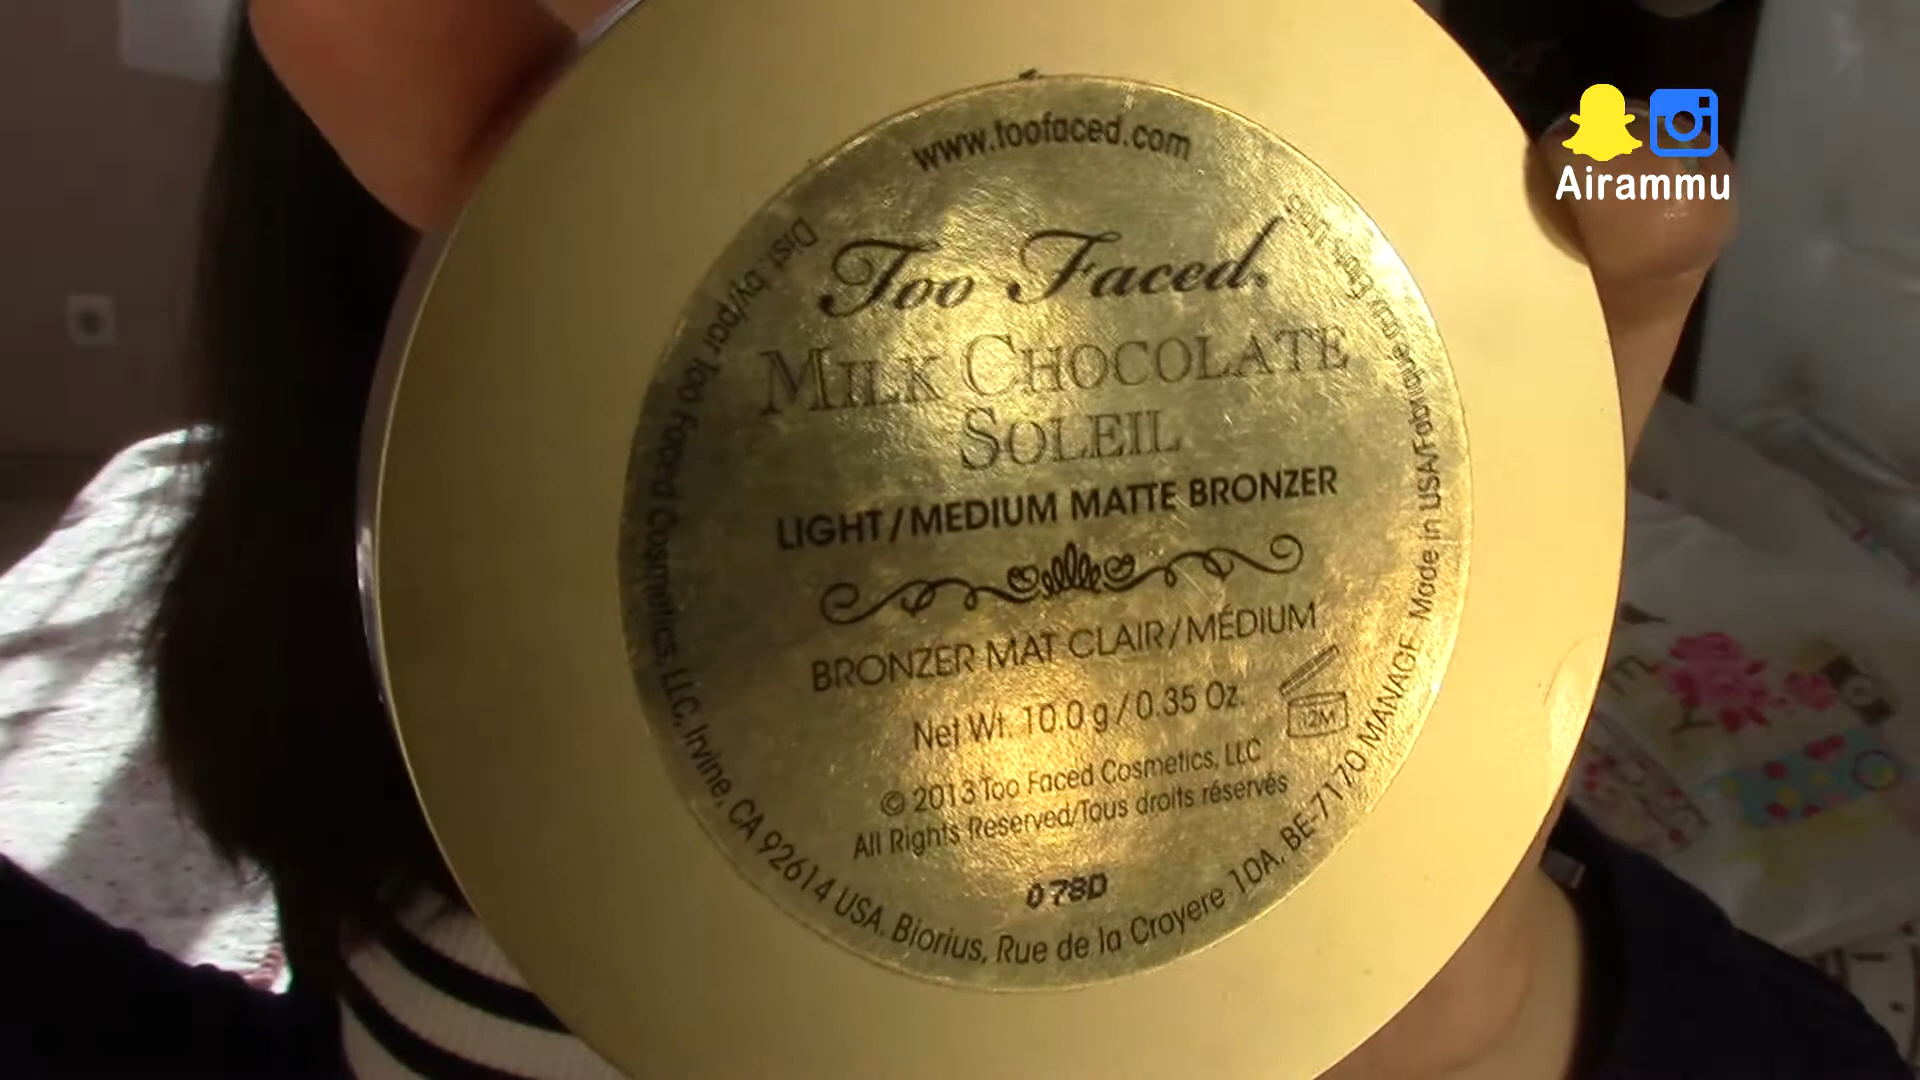 www.toofaced.com
Too Faced.
MILK CHOCOLATE
SOLEIL
LIGHT/MEDIUM MATTE BRONZER
BRONZER MAT CLAIR/MÉDIUM
Net Wt. 10.0 g / 0.35 Oz.
12M
© 2013 Too Faced Cosmetics, LLC
All Rights Reserved/Tous droits réservés
078D
Dist. by/par Too Faced Cosmetics, LLC, Irvine, CA 92614 USA. Biorius, Rue de la Croyere 10A, BE-7170 MANAGE. Made in USA/Fabriqué aux États Unis
Airammu